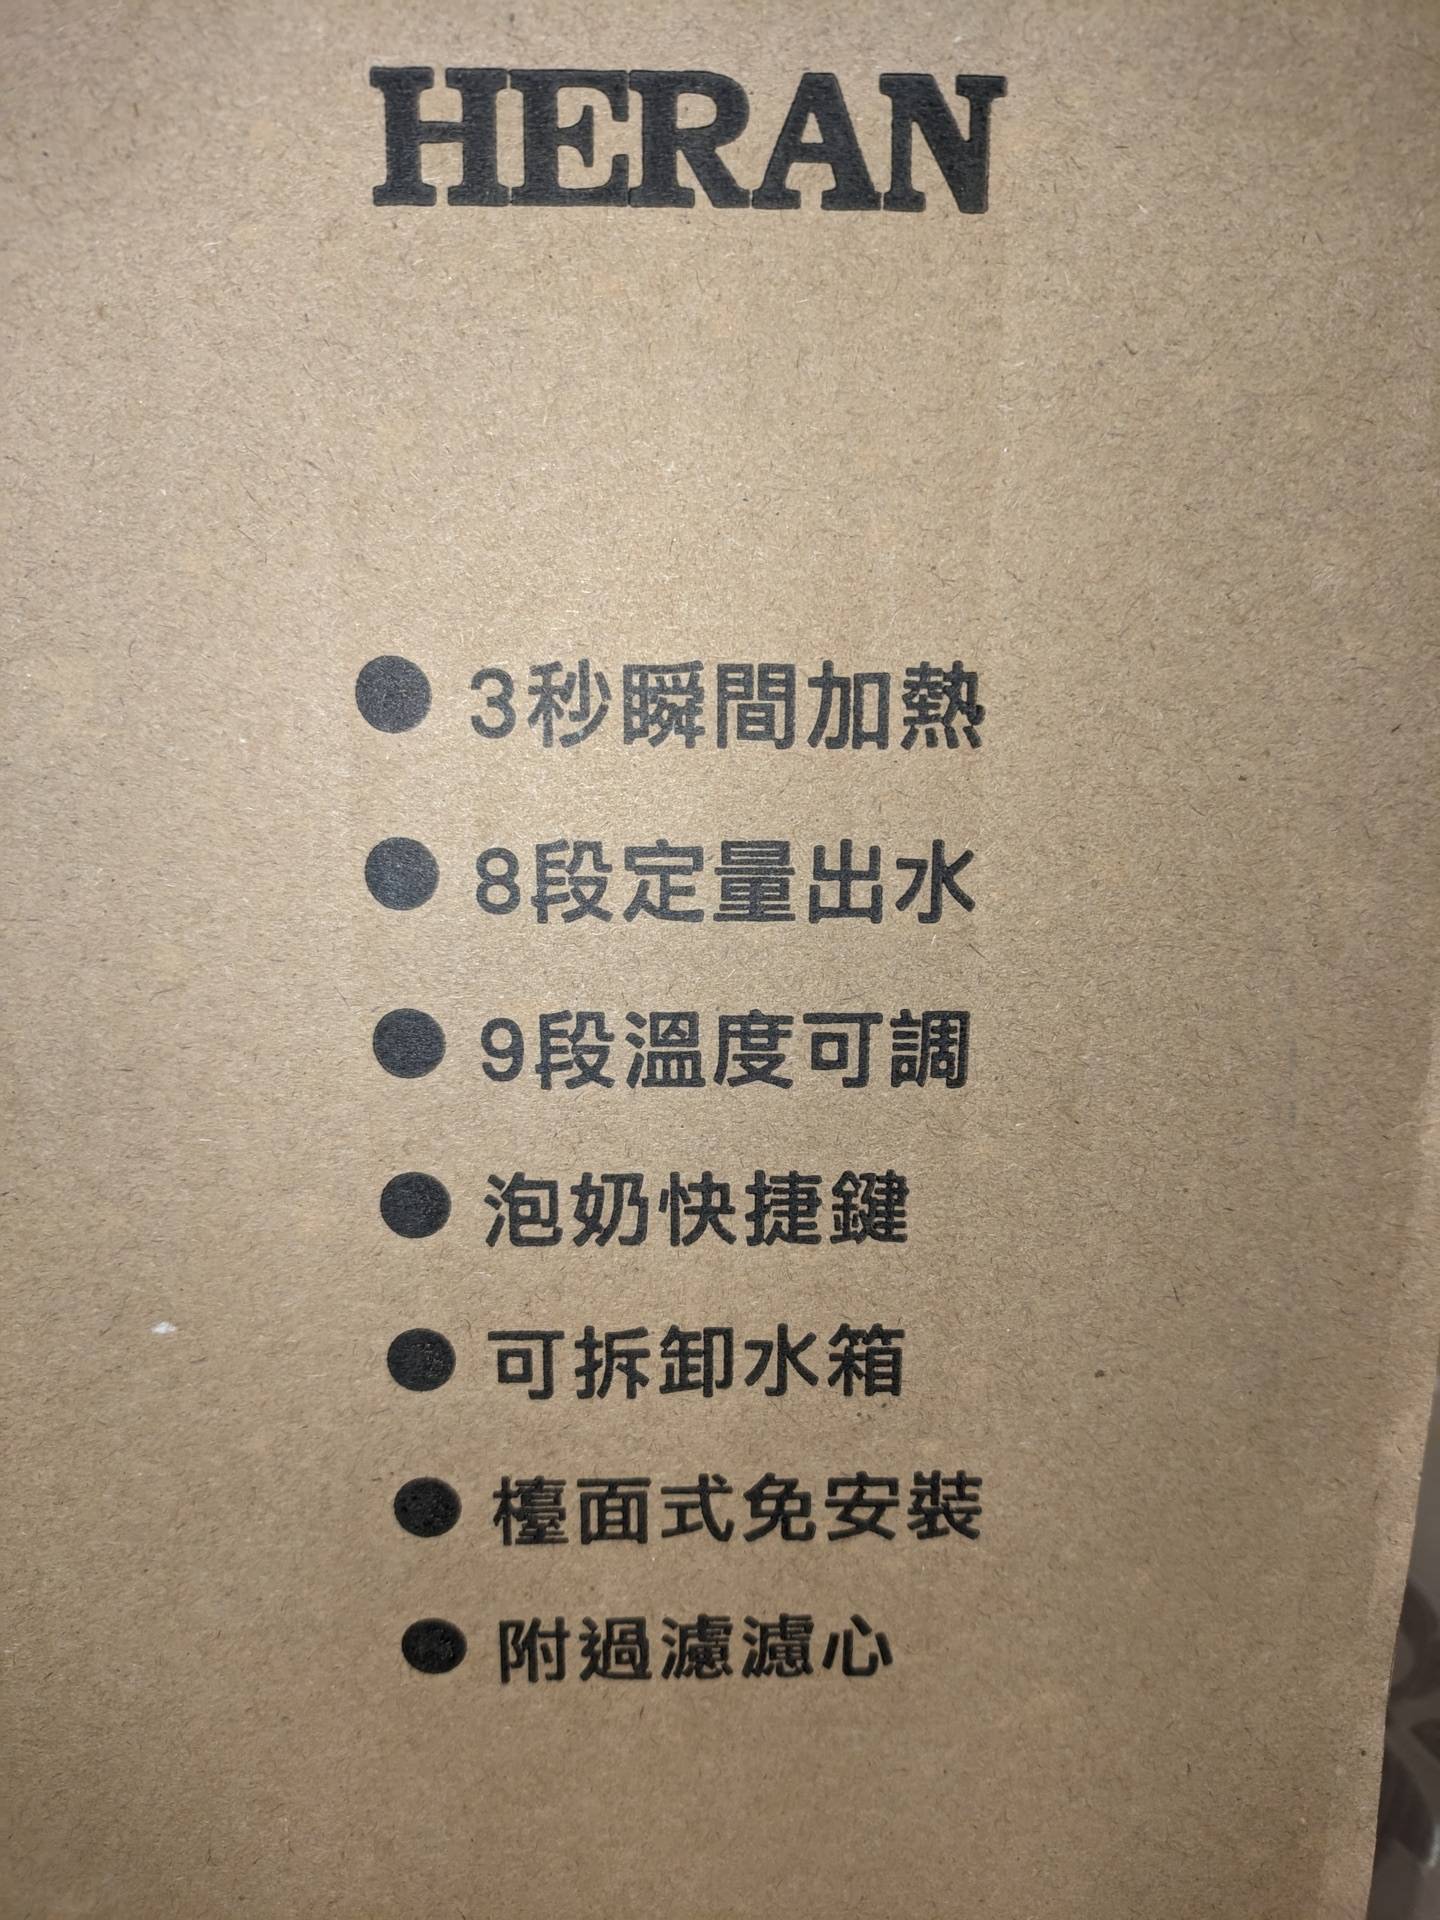 HERAN
● 3秒瞬間加熱
● 8段定量出水
● 9段溫度可調
● 泡奶快捷鍵
● 可拆卸水箱
● 檯面式免安裝
● 附過濾濾心